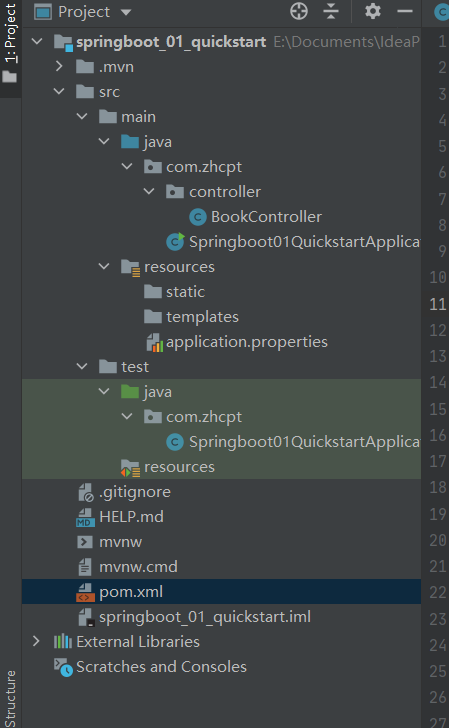 Project
1: Project
springboot_01_quickstart E:\Documents\IdeaP
.mvn
src
main
java
com.zhcpt
controller
BookController
Springboot01QuickstartApplica
resources
static
templates
application.properties
test
java
com.zhcpt
Springboot01QuickstartApplica
resources
.gitignore
HELP.md
mvnw
mvnw.cmd
pom.xml
springboot_01_quickstart.iml
External Libraries
Scratches and Consoles
Structure
1
2
3
4
5
6
7
8
9
10
11
12
13
14
15
16
17
18
19
20
21
22
23
24
25
26
27